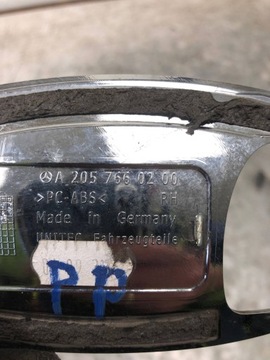 A 205 766 02 00
>PC-ABS< RH
Made in Germany
UNITEC Fahrzeugteile
PP